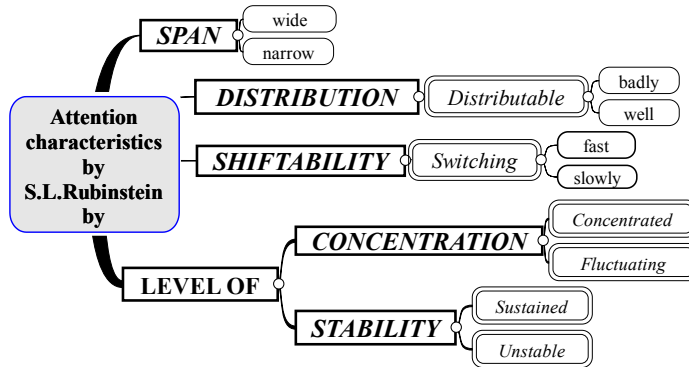 Attention
characteristics
by
S.L.Rubinstein
by
SPAN
wide
narrow
DISTRIBUTION
Distributable
badly
well
SHIFTABILITY
Switching
fast
slowly
LEVEL OF
CONCENTRATION
Concentrated
Fluctuating
STABILITY
Sustained
Unstable